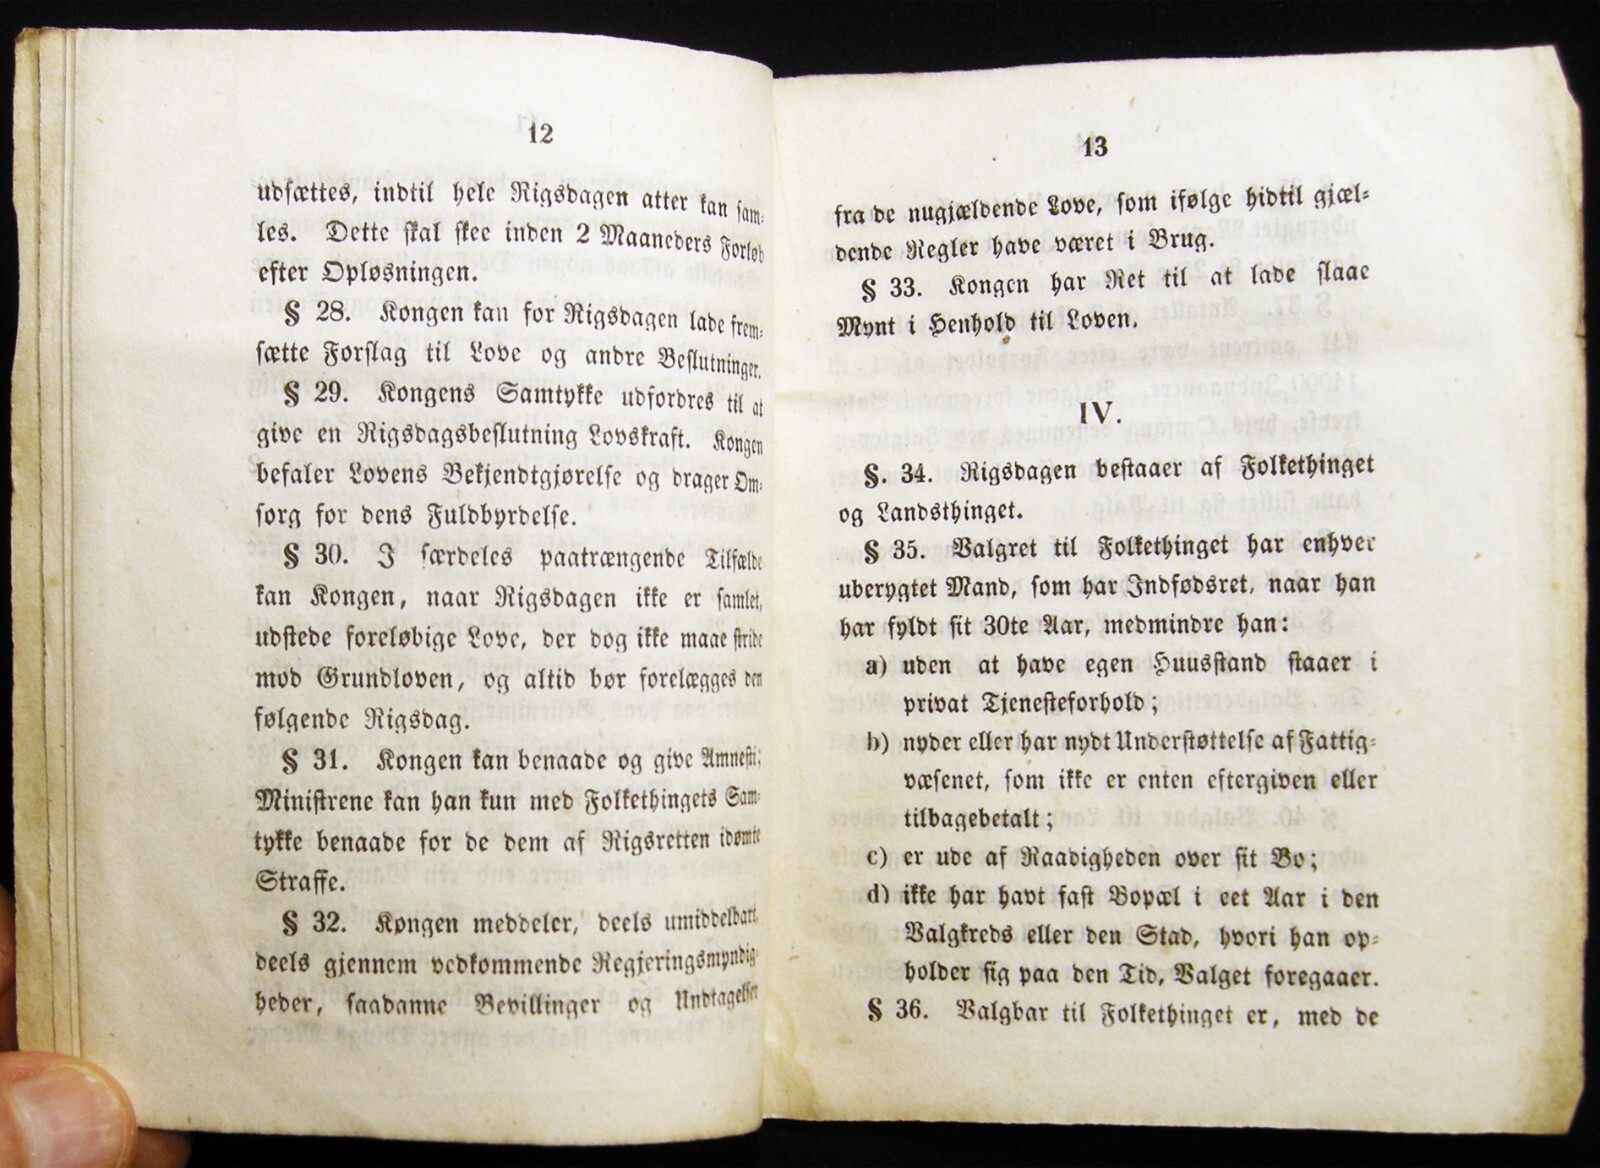 12
udsættes, indtil hele Rigsdagen atter kan sam-
les. Dette skal skee inden 2 Maaneders Forløb
efter Opløsningen.
§ 28. Kongen kan for Rigsdagen lade frem-
sætte Forslag til Love og andre Beslutninger.
§ 29. Kongens Samtykke udfordres til at
give en Rigsdagsbeslutning Lovskraft. Kongen
befaler Lovens Bekjendtgjørelse og drager Om-
sorg for dens Fuldbyrdelse.
§ 30. I særdeles paatrængende Tilfælde
kan Kongen, naar Rigsdagen ikke er samlet,
udstede foreløbige Love, der dog ikke maae stride
mod Grundloven, og altid bør forelægges den
følgende Rigsdag.
§ 31. Kongen kan benaade og give Amnesti;
Ministrene kan han kun med Folkethingets Sam-
tykke benaade for de dem af Rigsretten idømte
Straffe.
§ 32. Kongen meddeler, deels umiddelbart,
deels gjennem vedkommende Regjeringsmyndig-
heder, saadanne Bevillinger og Undtagelser
13
fra de nugjældende Love, som ifølge hidtil gjæl-
dende Regler have været i Brug.
§ 33. Kongen har Ret til at lade slaae
Mynt i Henhold til Loven.
IV.
§. 34. Rigsdagen bestaaer af Folkethinget
og Landsthinget.
§ 35. Valgret til Folkethinget har enhver
uberygtet Mand, som har Indfødsret, naar han
har fyldt sit 30te Aar, medmindre han:
a) uden at have egen Huusstand staaer i
privat Tjenesteforhold;
b) nyder eller har nydt Understøttelse af Fattig-
væsenet, som ikke er enten eftergiven eller
tilbagebetalt;
c) er ude af Raadigheden over sit Bo;
d) ikke har havt fast Bopæl i eet Aar i den
Valgkreds eller den Stad, hvori han op-
holder sig paa den Tid, Valget foregaaer.
§ 36. Valgbar til Folkethinget er, med de